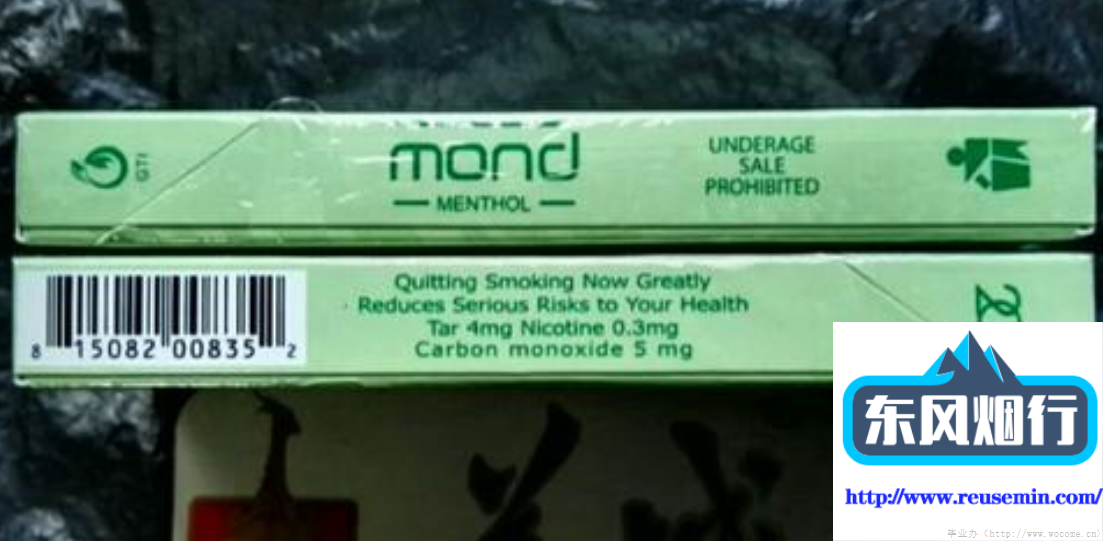 GTI
mond
MENTHOL
UNDERAGE
SALE
PROHIBITED
8 15082 00835 2
Quitting Smoking Now Greatly
Reduces Serious Risks to Your Health
Tar 4mg Nicotine 0.3mg
Carbon monoxide 5 mg
东风烟行
http://www.reusemin.com/
毕业办 (http://www.wocome.cn)